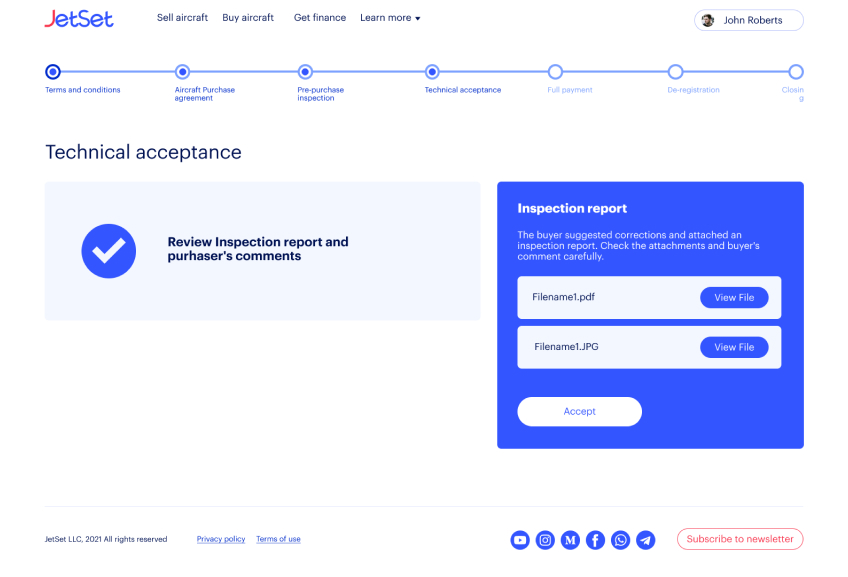 JetSet
Sell aircraft Buy aircraft Get finance Learn more
John Roberts
Terms and conditions
Aircraft Purchase
agreement
Pre-purchase
inspection
Technical acceptance
Full payment
De-registration
Closin
g
Technical acceptance
Review Inspection report and
purhaser's comments
Inspection report
The buyer suggested corrections and attached an
inspection report. Check the attachments and buyer's
comment carefully.
Filename1.pdf View File
Filename1.JPG View File
Accept
JetSet LLC, 2021 All rights reserved Privacy policy Terms of use
M
Subscribe to newsletter